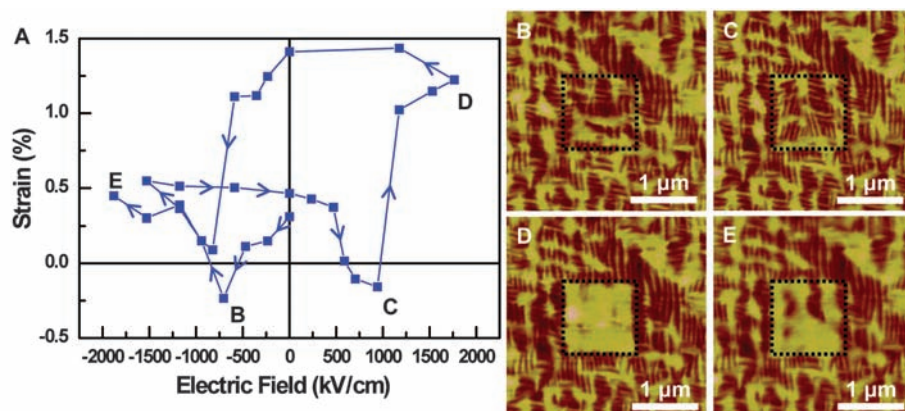 A
1.5
1.0
0.5
0.0
-0.5
Strain (%)
-2000 -1500 -1000 -500 0 500 1000 1500 2000
Electric Field (kV/cm)
E
B
C
D
B
1 µm
C
1 µm
D
1 µm
E
1 µm